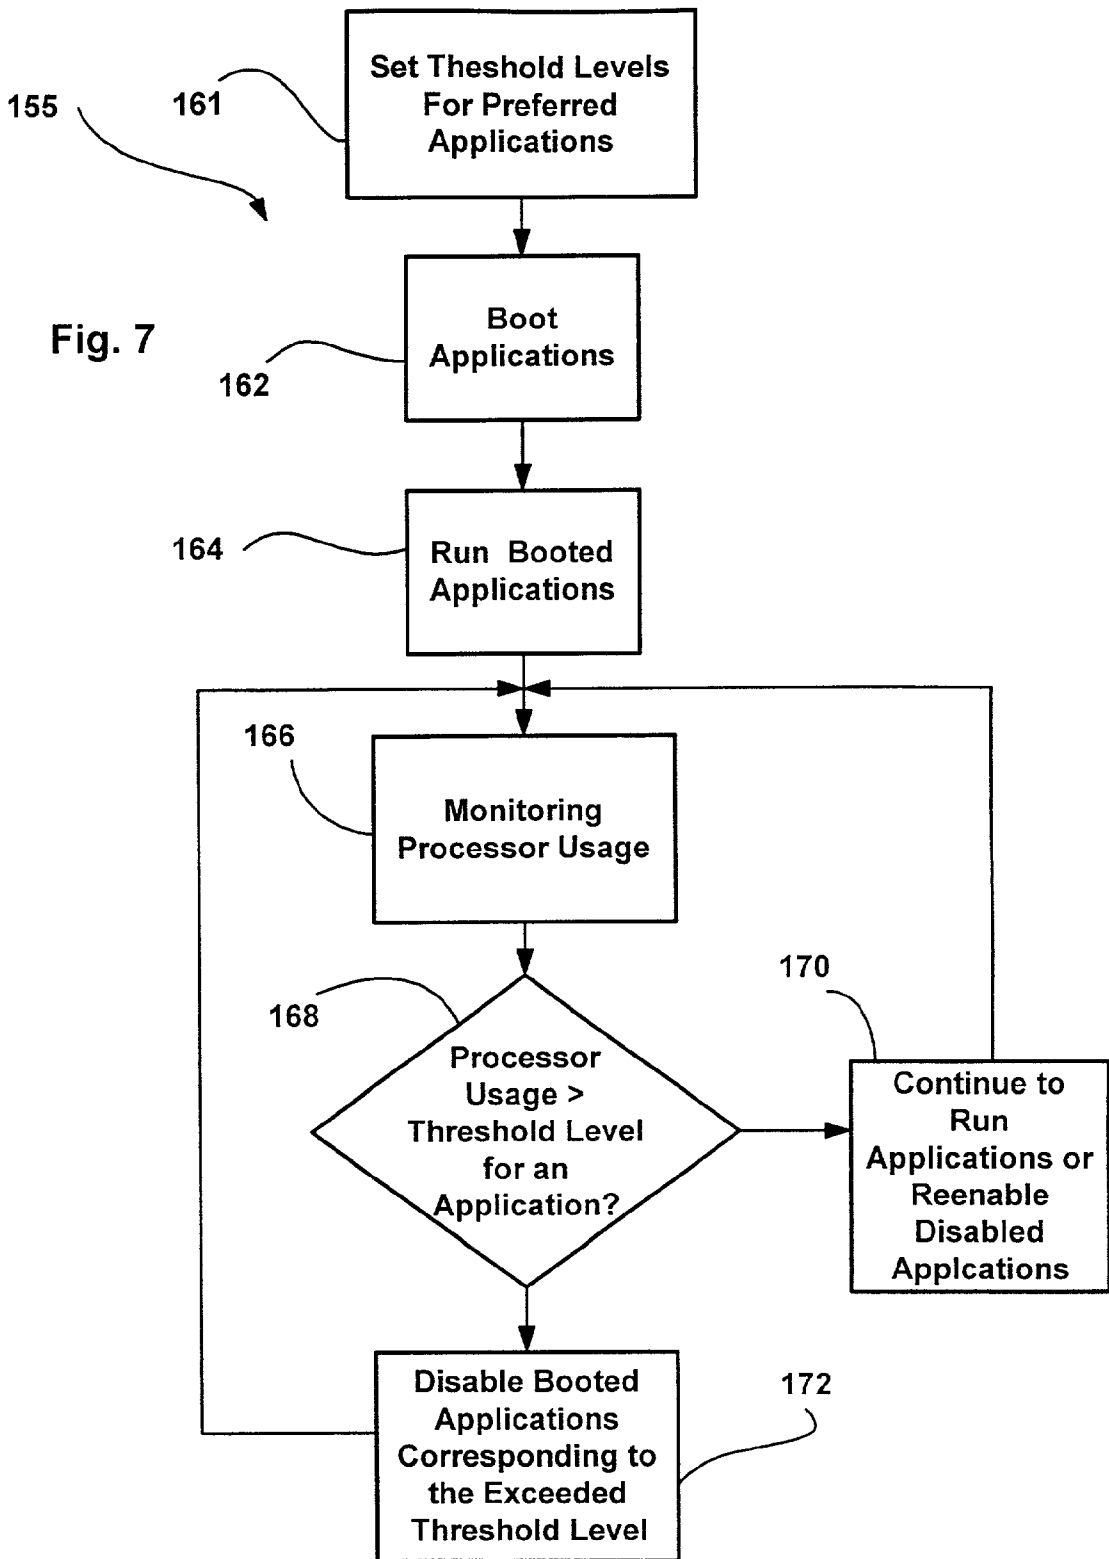 Set Theshold Levels
For Preferred
Applications
161
155
Fig. 7
Boot
Applications
162
Run Booted
Applications
164
166
Monitoring
Processor Usage
168
Processor
Usage >
Threshold Level
for an
Application?
170
Continue to
Run
Applications or
Reenable
Disabled
Applcations
Disable Booted
Applications
Corresponding to
the Exceeded
Threshold Level
172